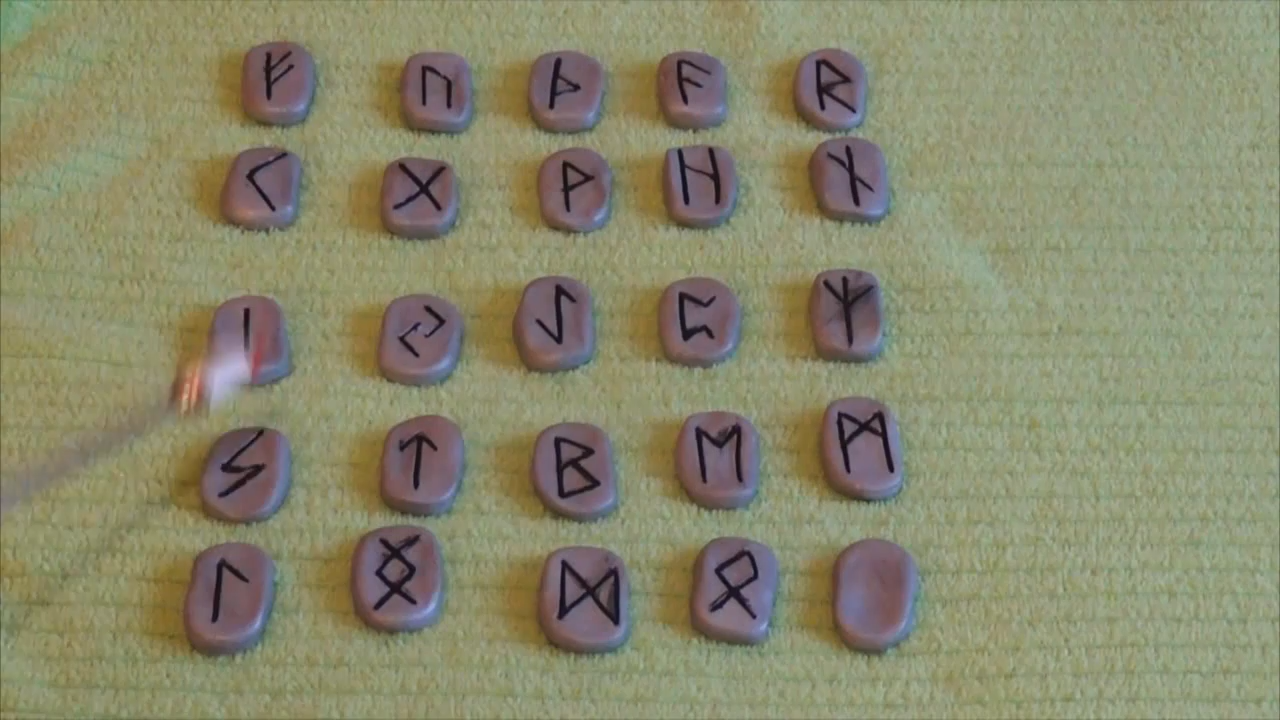 ᚠ ᚢ ᚦ ᚨ ᚱ
ᚲ ᚷ ᚹ ᚺ ᚾ
ᛁ ᛃ ᛇ ᛈ ᛉ
ᛊ ᛏ ᛒ ᛖ ᛗ
ᛚ ᛝ ᛞ ᛟ